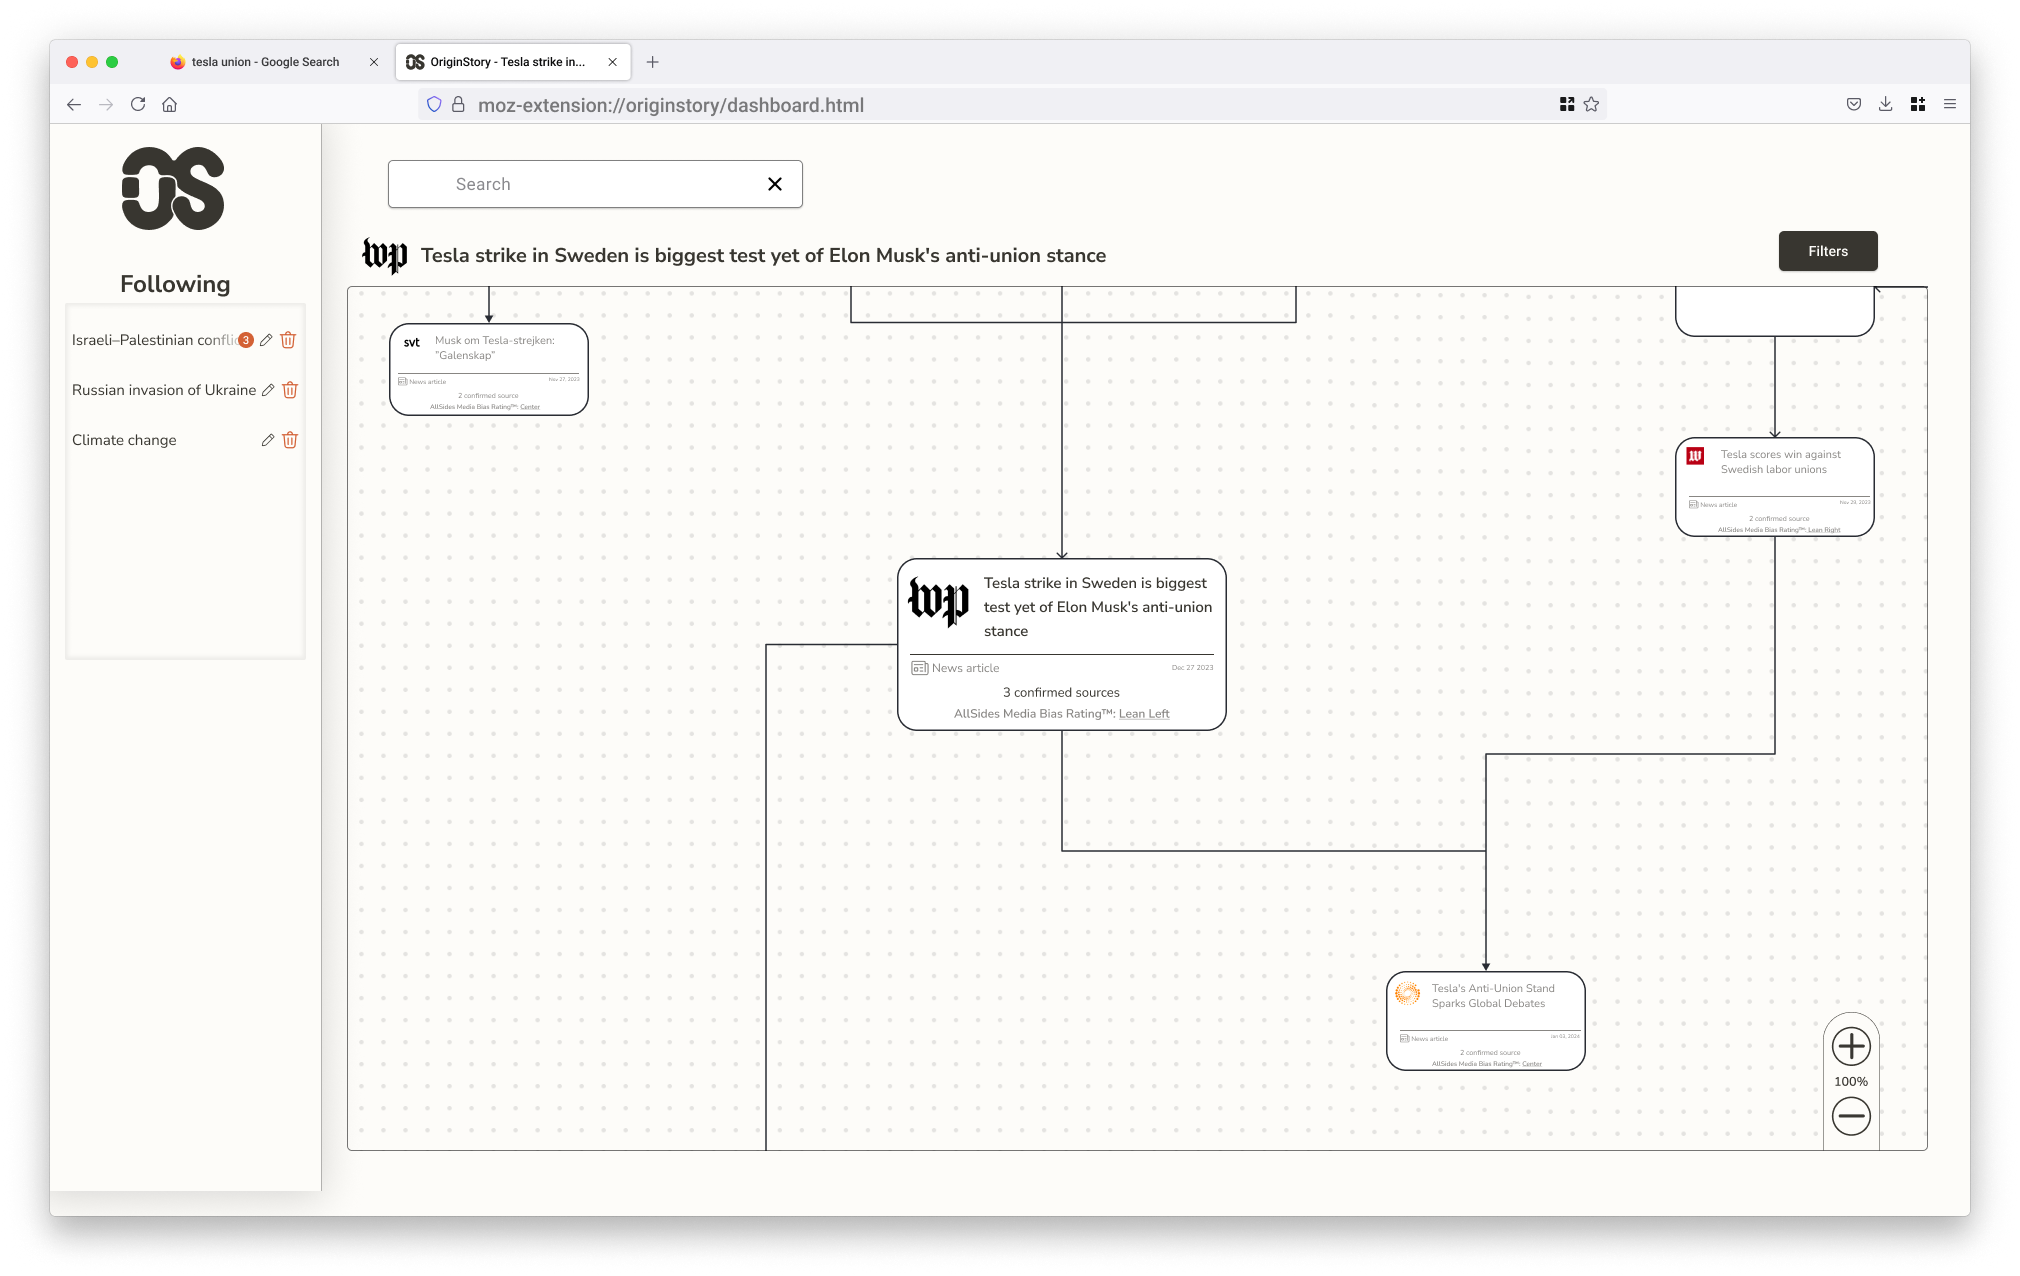 tesla union - Google Search
OriginStory - Tesla strike in...
moz-extension://originstory/dashboard.html
OS
Search
Following
wp
Tesla strike in Sweden is biggest test yet of Elon Musk's anti-union stance
Filters
Israeli–Palestinian conflic
3
Russian invasion of Ukraine
Climate change
svt
Musk om Tesla-strejken:
"Galenskap"
News article
Nov 27, 2023
2 confirmed source
AllSides Media Bias Rating™: Center
Tesla scores win against
Swedish labor unions
News article
Nov 29, 2023
2 confirmed source
AllSides Media Bias Rating™: Lean Right
wp
Tesla strike in Sweden is biggest
test yet of Elon Musk's anti-union
stance
News article
Dec 27 2023
3 confirmed sources
AllSides Media Bias Rating™: Lean Left
Tesla's Anti-Union Stand
Sparks Global Debates
News article
Jan 03, 2024
2 confirmed source
AllSides Media Bias Rating™: Center
100%